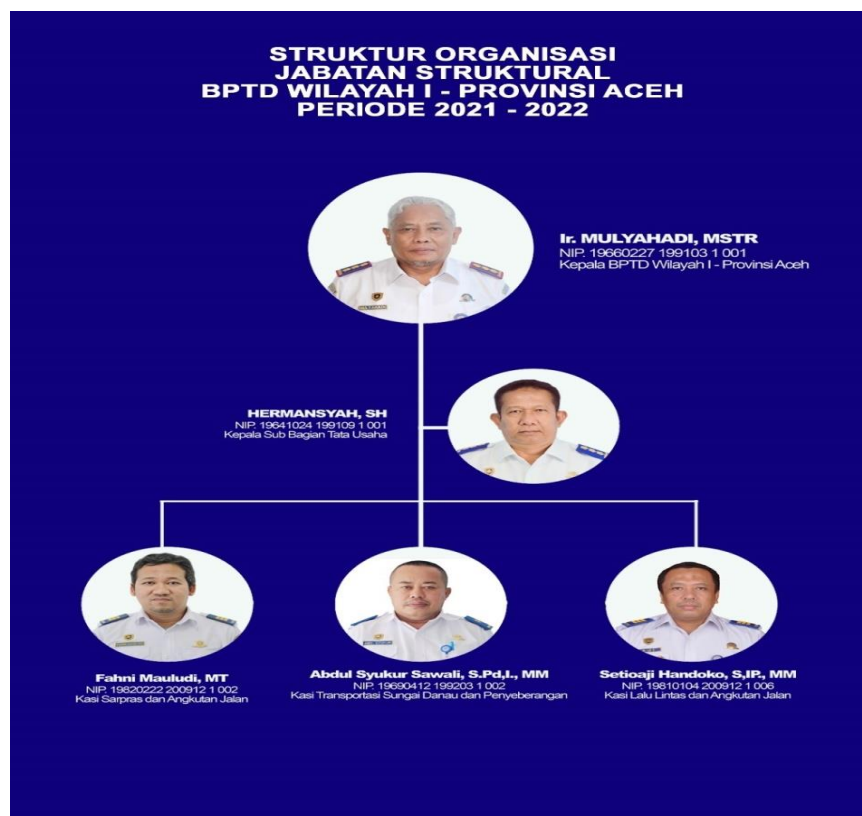 STRUKTUR ORGANISASI
JABATAN STRUKTURAL
BPTD WILAYAH I - PROVINSI ACEH
PERIODE 2021 - 2022
Ir. MULYAHADI, MSTR
NIP. 19660227 199103 1 001
Kepala BPTD Wilayah I - Provinsi Aceh
HERMANSYAH, SH
NIP. 19641024 199109 1 001
Kepala Sub Bagian Tata Usaha
Fahni Mauludi, MT
NIP. 19820222 200912 1 002
Kasi Sarpras dan Angkutan Jalan
Abdul Syukur Sawali, S.Pd,I., MM
NIP. 19690412 199203 1 002
Kasi Transportasi Sungai Danau dan Penyeberangan
Setioaji Handoko, S,IP., MM
NIP. 19810104 200912 1 006
Kasi Lalu Lintas dan Angkutan Jalan